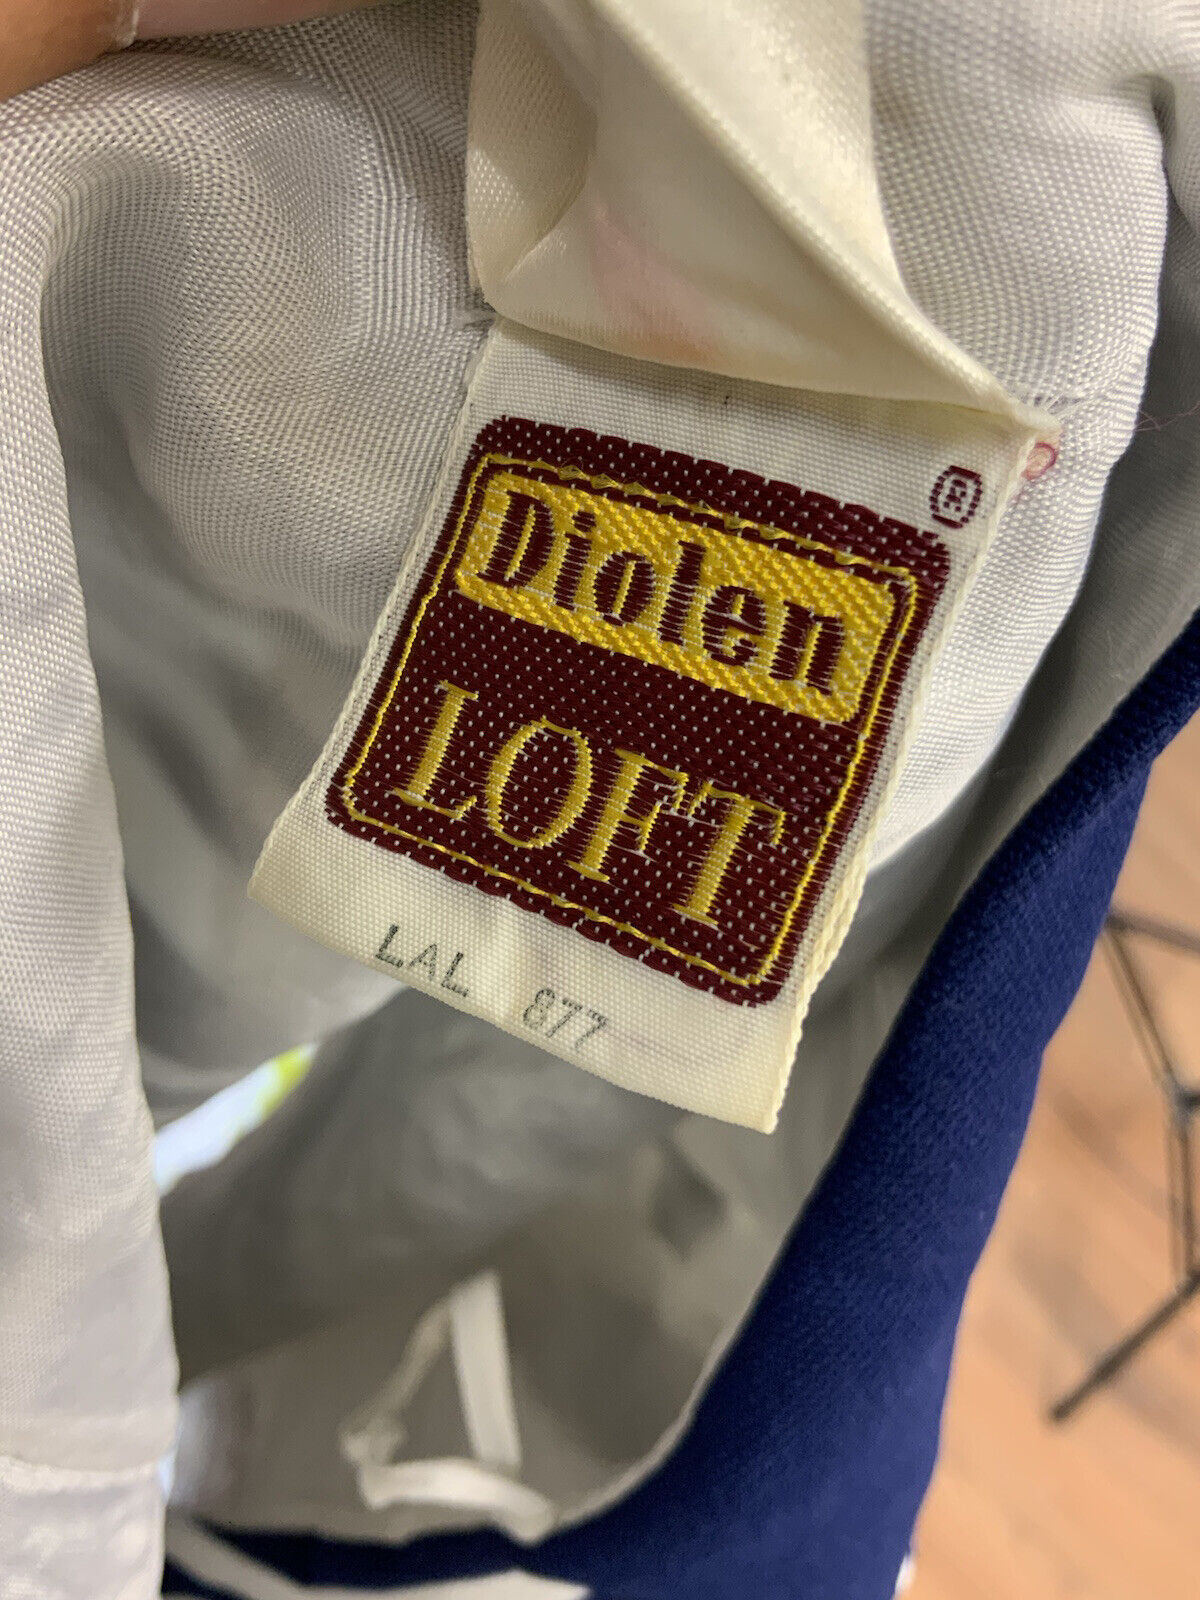 ®
Diolen
LOFT
LAL 877